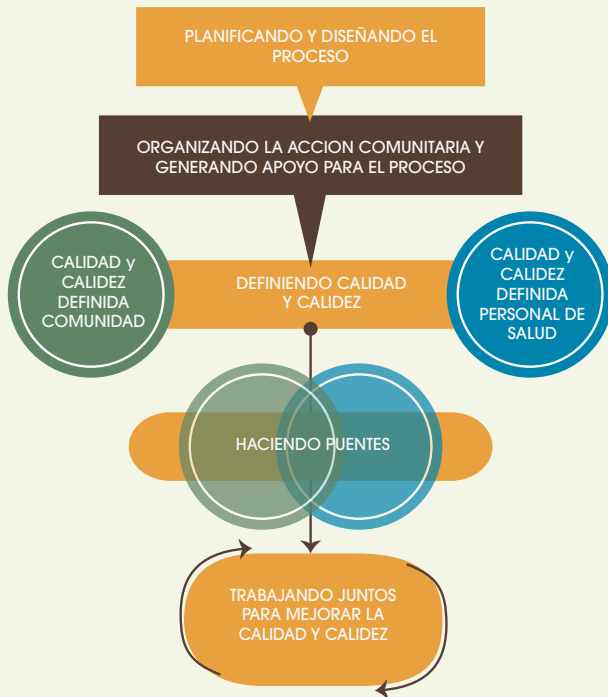 PLANIFICANDO Y DISEÑANDO EL
PROCESO
ORGANIZANDO LA ACCION COMUNITARIA Y
GENERANDO APOYO PARA EL PROCESO
CALIDAD y
CALIDEZ
DEFINIDA
COMUNIDAD
DEFINIENDO CALIDAD
Y CALIDEZ
CALIDAD y
CALIDEZ
DEFINIDA
PERSONAL DE
SALUD
HACIENDO PUENTES
TRABAJANDO JUNTOS
PARA MEJORAR LA
CALIDAD Y CALIDEZ